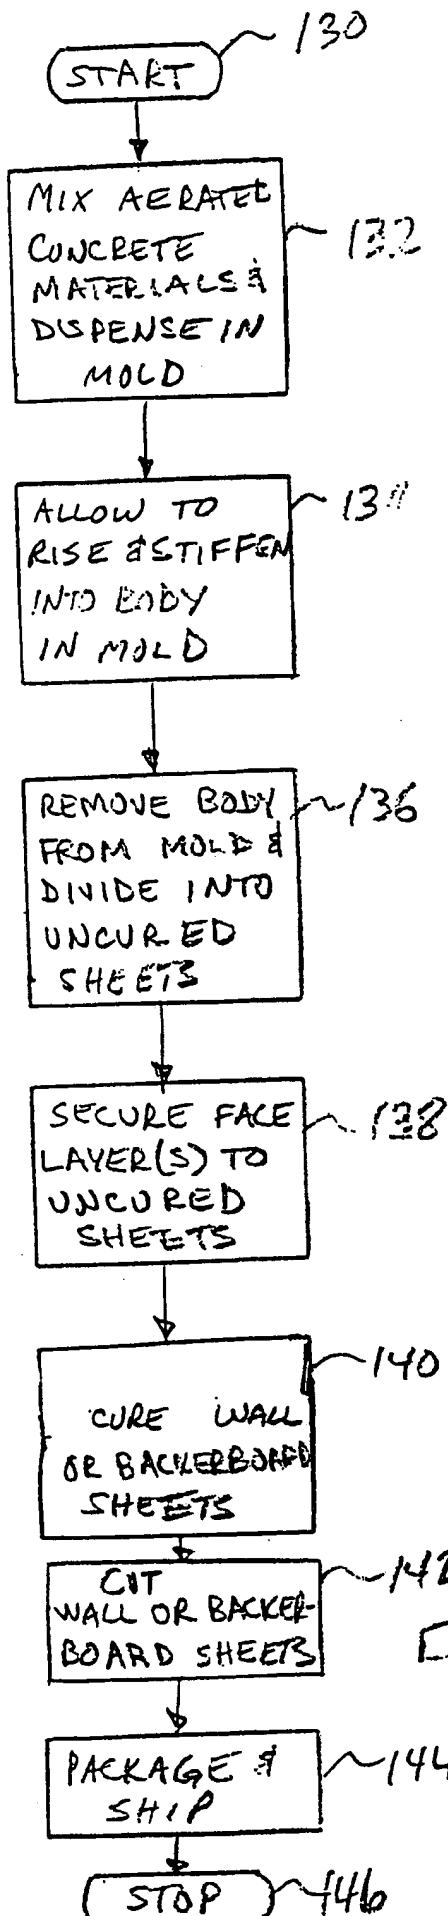 130
START
MIX AERATED
CONCRETE
MATERIALS &
DISPENSE IN
MOLD
132
ALLOW TO
RISE & STIFFEN
INTO BODY
IN MOLD
134
REMOVE BODY
FROM MOLD &
DIVIDE INTO
UNCURED
SHEETS
136
SECURE FACE
LAYER(S) TO
UNCURED
SHEETS
138
CURE WALL
OR BACKERBOARD
SHEETS
140
CUT
WALL OR BACKER-
BOARD SHEETS
142
PACKAGE &
SHIP
144
STOP
146